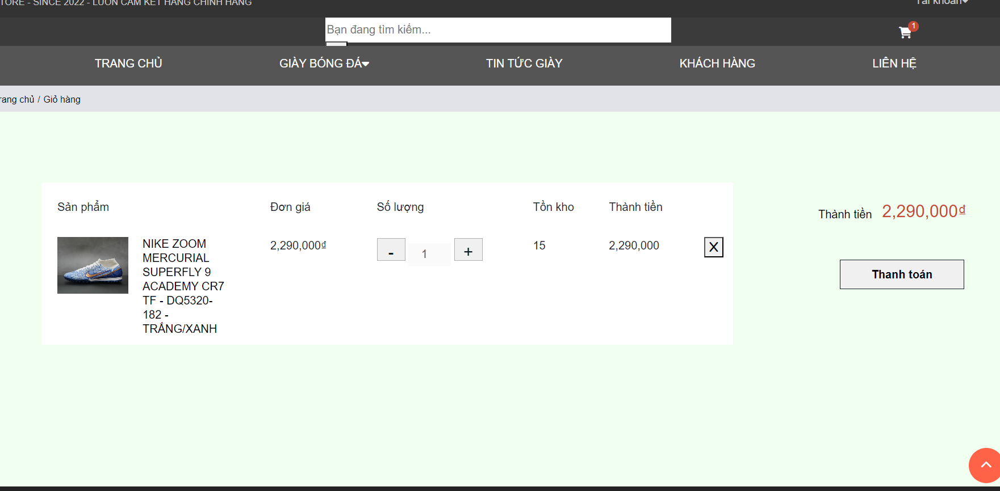 TORE - SINCE 2022 - LUÔN CAM KẾT HÀNG CHÍNH HÃNG
Tài khoản
Bạn đang tìm kiếm...
1
TRANG CHỦ
GIÀY BÓNG ĐÁ
TIN TỨC GIÀY
KHÁCH HÀNG
LIÊN HỆ
rang chủ / Giỏ hàng
Sản phẩm
Đơn giá
Số lượng
Tồn kho
Thành tiền
NIKE ZOOM
MERCURIAL
SUPERFLY 9
ACADEMY CR7
TF - DQ5320-
182 -
TRẮNG/XANH
2,290,000₫
-
1
+
15
2,290,000
X
Thành tiền 2,290,000₫
Thanh toán